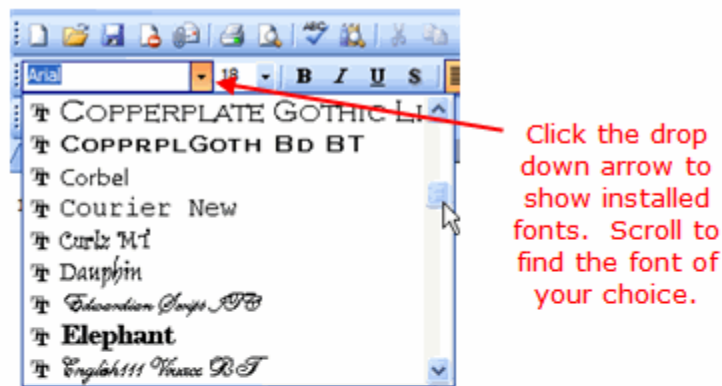 ABC
Arial 18 B I U S
COPPERPLATE GOTHIC LI
COPPRPLGOTH BD BT
Corbel
Courier New
Curlz MT
Dauphin
Edwardian Script ITC
Elephant
English111 Vivace BT
Click the drop
down arrow to
show installed
fonts. Scroll to
find the font of
your choice.